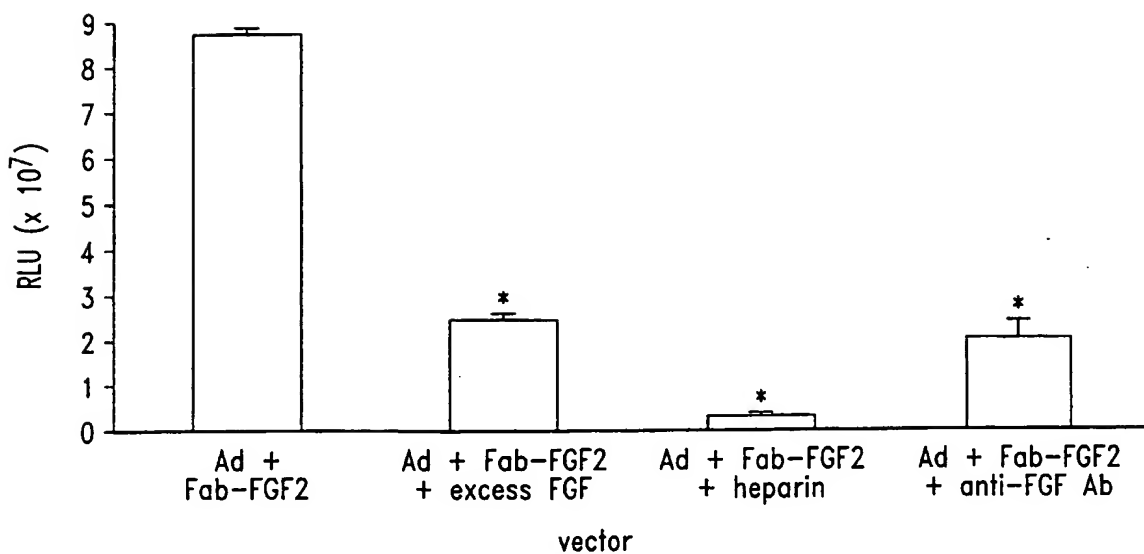 9
8
7
6
5
4
3
2
1
0
RLU (x 10⁷)
*
*
*
Ad +
Fab-FGF2
Ad + Fab-FGF2
+ excess FGF
Ad + Fab-FGF2
+ heparin
Ad + Fab-FGF2
+ anti-FGF Ab
vector